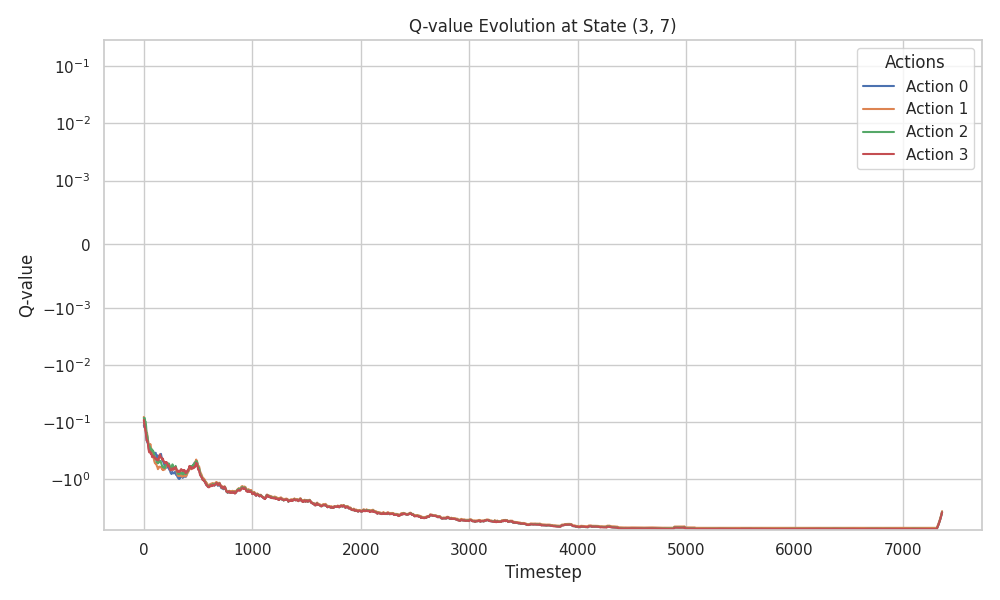 Q-value Evolution at State (3, 7)
Actions
Action 0
Action 1
Action 2
Action 3
Q-value
10⁻¹
10⁻²
10⁻³
0
−10⁻³
−10⁻²
−10⁻¹
−10⁰
0 1000 2000 3000 4000 5000 6000 7000
Timestep